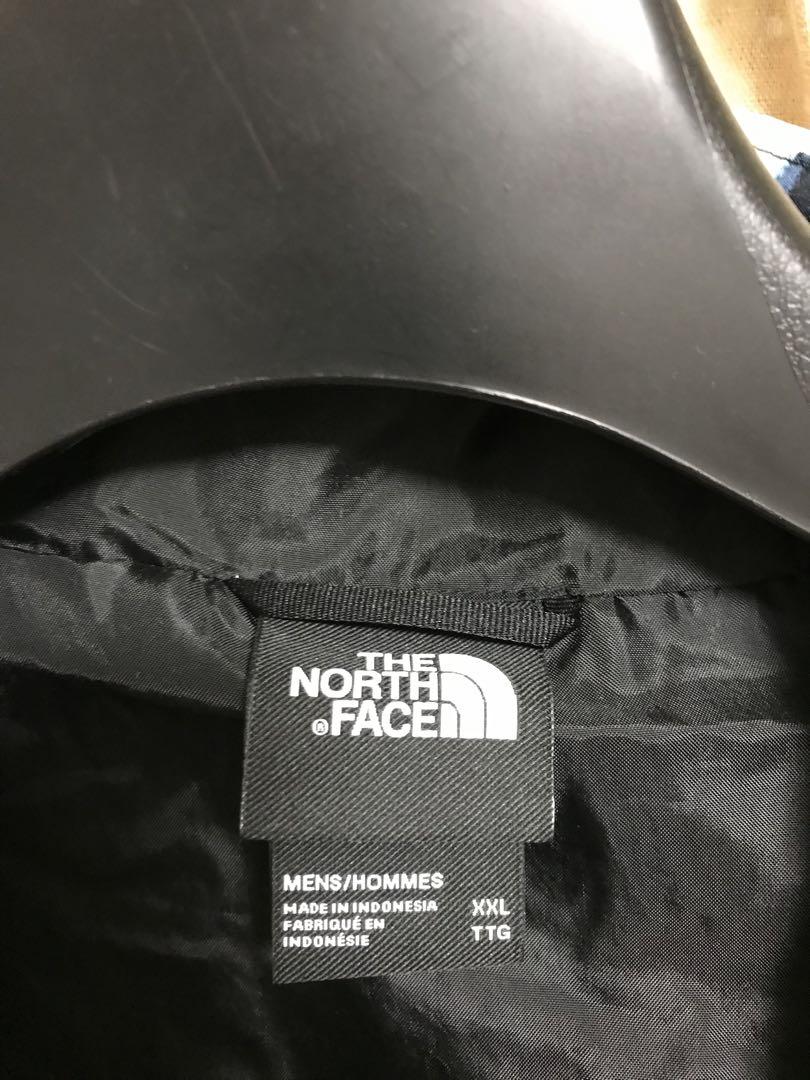 THE
NORTH
®FACE
MENS/HOMMES
MADE IN INDONESIA XXL
FABRIQUÉ EN TTG
INDONÉSIE